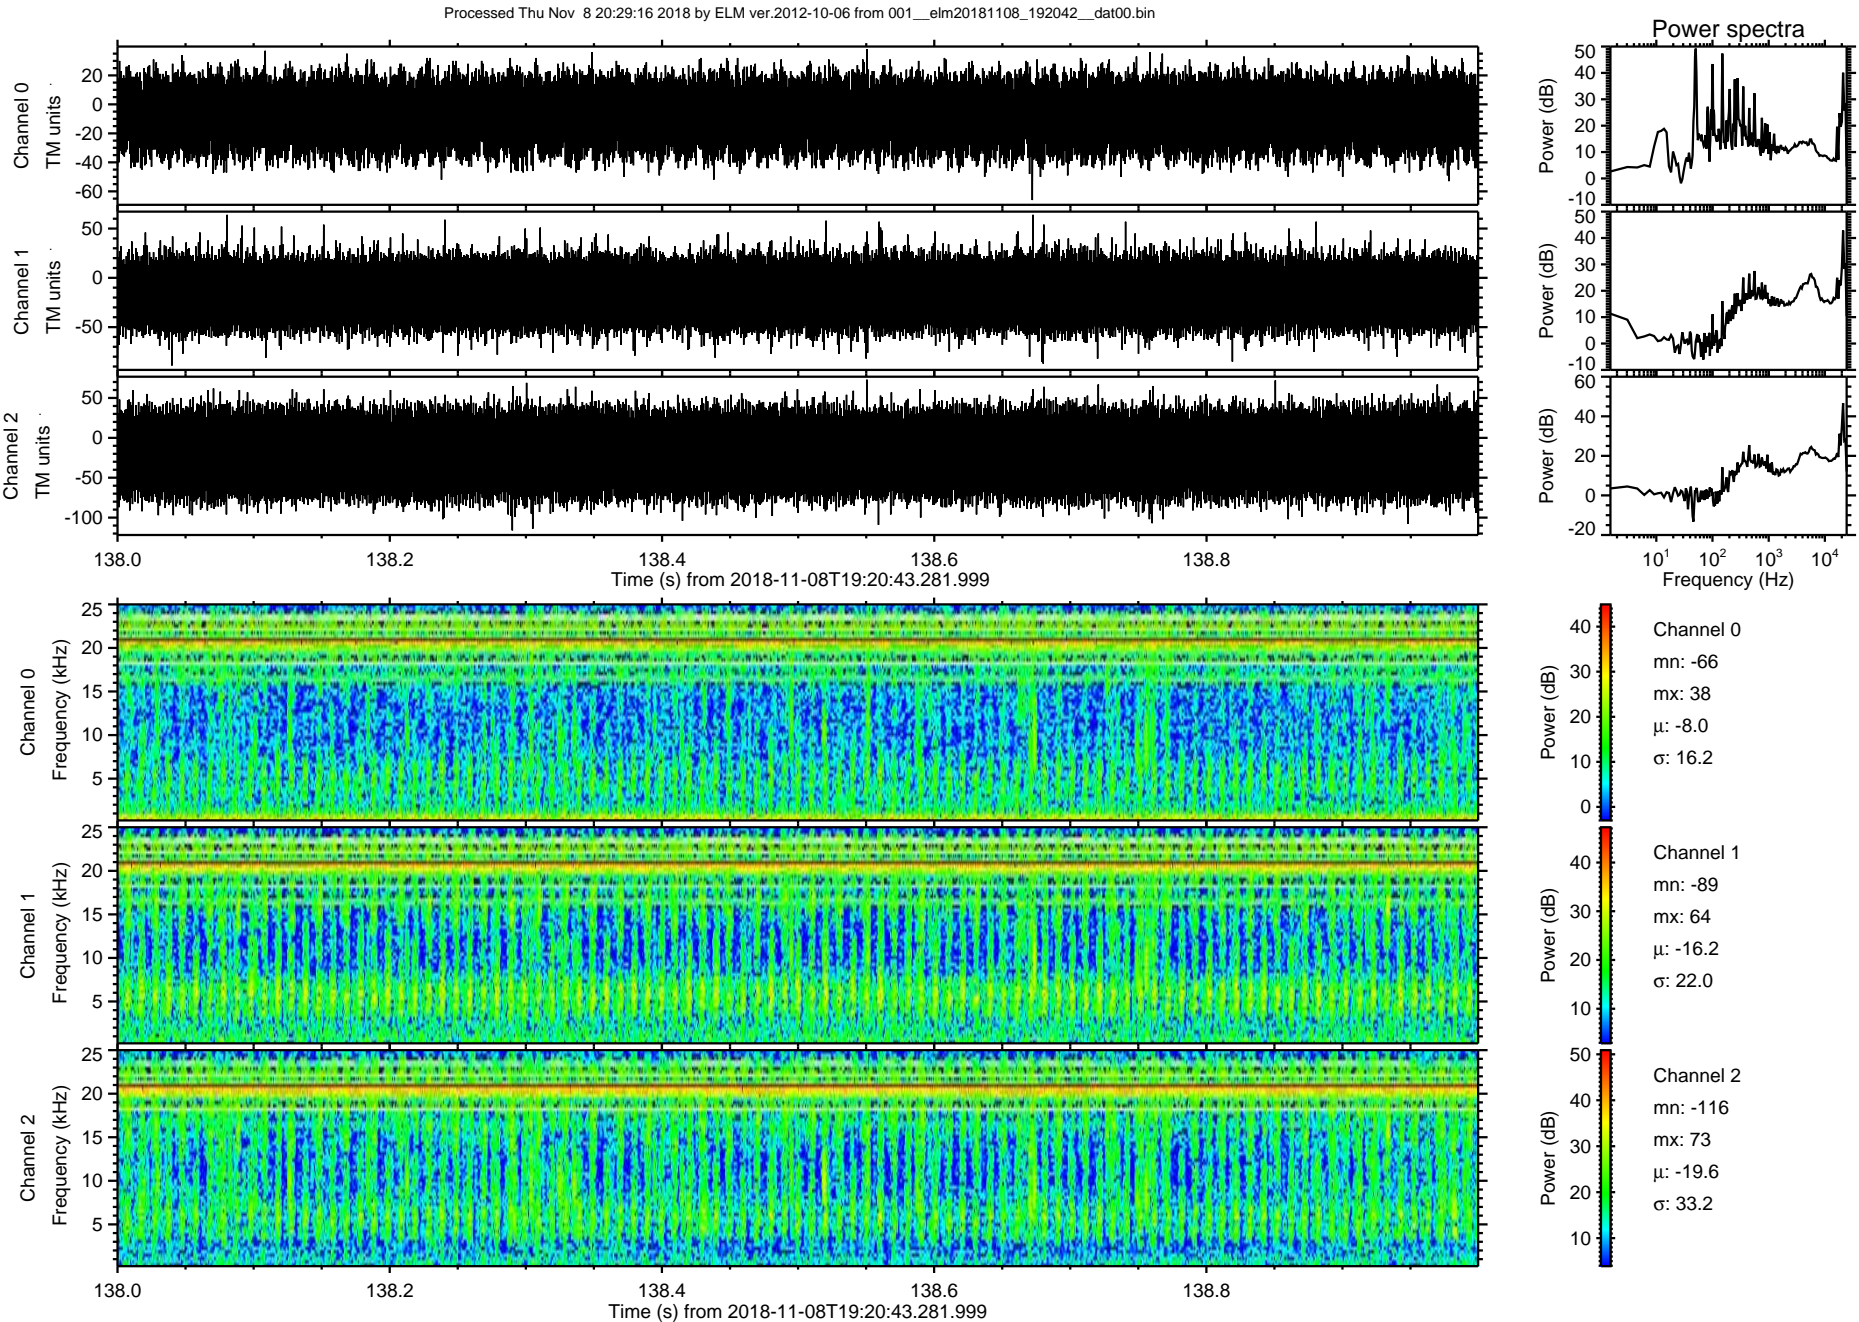 Processed Thu Nov  8 20:29:16 2018 by ELM ver.2012-10-06 from 001__elm20181108_192042__dat00.bin
Power spectra
Channel 0
TM units
20
0
-20
-40
-60
Power (dB)
50
40
30
20
10
0
-10
Channel 1
TM units
50
0
-50
Power (dB)
50
40
30
20
10
0
-10
Channel 2
TM units
50
0
-50
-100
Power (dB)
60
40
20
0
-20
138.0 138.2 138.4 138.6 138.8
Time (s) from 2018-11-08T19:20:43.281.999
10¹ 10² 10³ 10⁴
Frequency (Hz)
Channel 0
Frequency (kHz)
25
20
15
10
5
Power (dB)
40
30
20
10
0
Channel 0
mn: -66
mx: 38
μ: -8.0
σ: 16.2
Channel 1
Frequency (kHz)
25
20
15
10
5
Power (dB)
40
30
20
10
Channel 1
mn: -89
mx: 64
μ: -16.2
σ: 22.0
Channel 2
Frequency (kHz)
25
20
15
10
5
Power (dB)
50
40
30
20
10
Channel 2
mn: -116
mx: 73
μ: -19.6
σ: 33.2
138.0 138.2 138.4 138.6 138.8
Time (s) from 2018-11-08T19:20:43.281.999